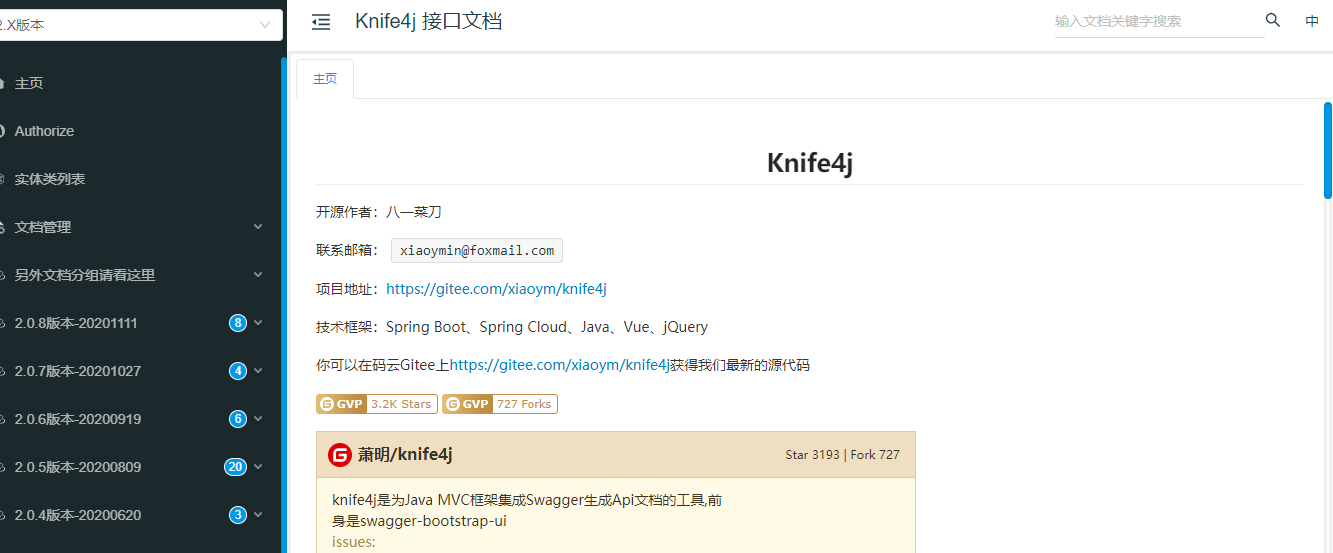 2.X版本
主页
Authorize
实体类列表
文档管理
另外文档分组请看这里
2.0.8版本-20201111 8
2.0.7版本-20201027 4
2.0.6版本-20200919 6
2.0.5版本-20200809 20
2.0.4版本-20200620 3
Knife4j 接口文档
输入文档关键字搜索
中
主页
Knife4j
开源作者：八一菜刀
联系邮箱： xiaoymin@foxmail.com
项目地址：https://gitee.com/xiaoym/knife4j
技术框架：Spring Boot、Spring Cloud、Java、Vue、jQuery
你可以在码云Gitee上https://gitee.com/xiaoym/knife4j获得我们最新的源代码
G GVP 3.2K Stars G GVP 727 Forks
G 萧明/knife4j Star 3193 | Fork 727
knife4j是为Java MVC框架集成Swagger生成Api文档的工具,前
身是swagger-bootstrap-ui
issues: